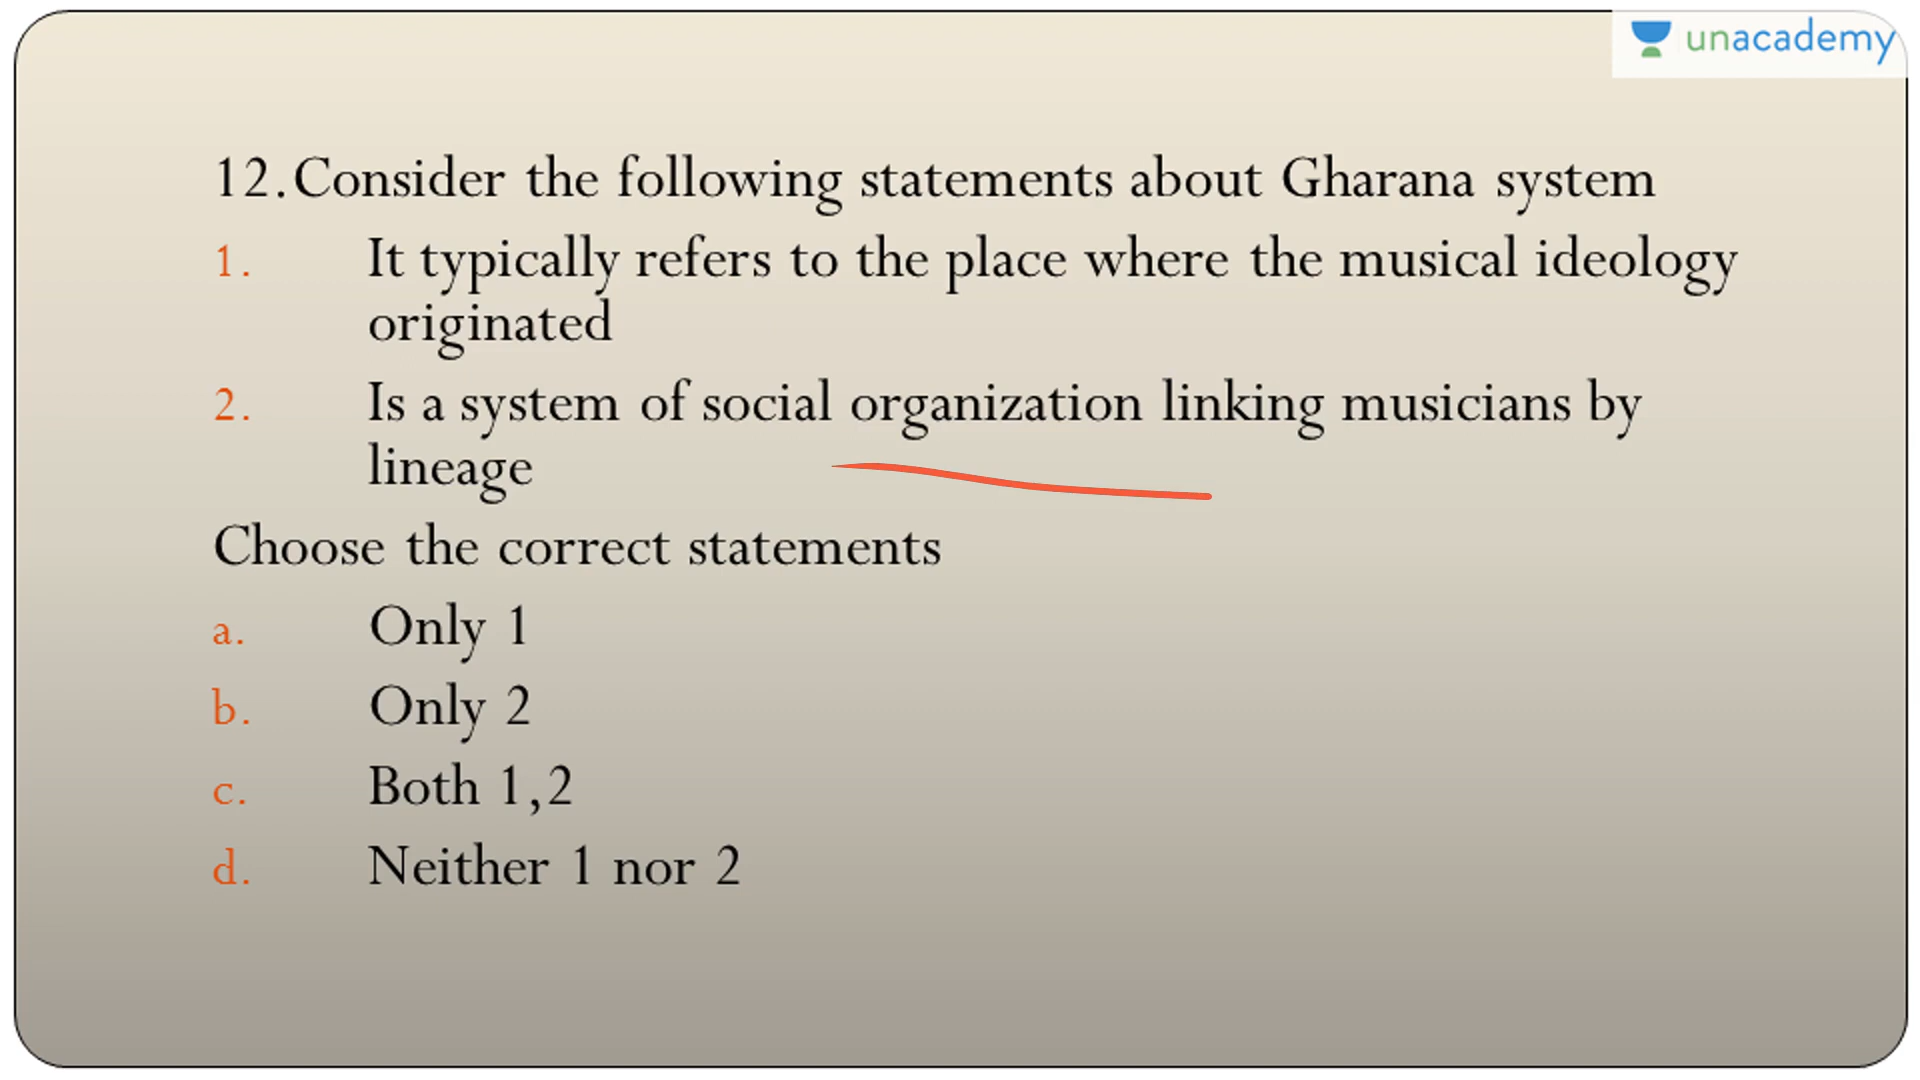 unacademy
12. Consider the following statements about Gharana system
1. It typically refers to the place where the musical ideology
originated
2. Is a system of social organization linking musicians by
lineage
Choose the correct statements
a. Only 1
b. Only 2
c. Both 1,2
d. Neither 1 nor 2